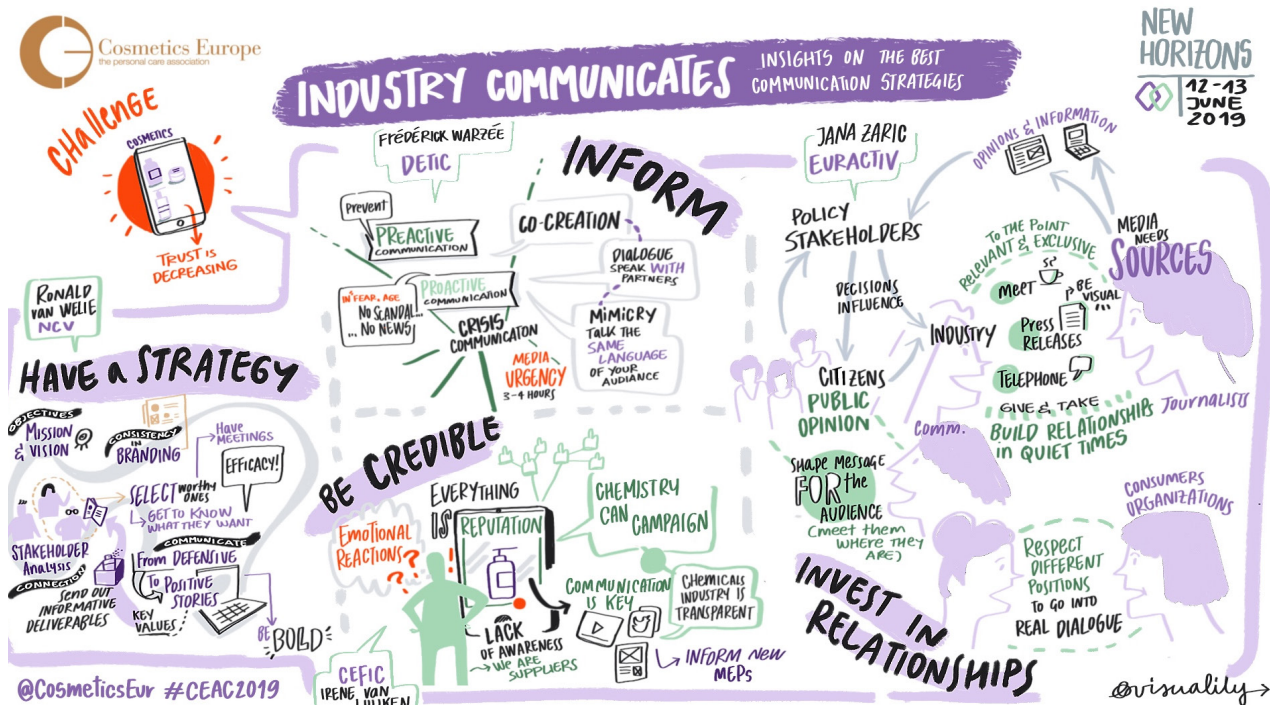 Cosmetics Europe
the personal care association
INDUSTRY COMMUNICATES
INSIGHTS ON THE BEST
COMMUNICATION STRATEGIES
NEW
HORIZONS
12-13
JUNE
2019
CHallenge
COSMETICS
TRUST IS
DECREASING
RONALD
VAN WELIE
NCV
HAVE a STRATEGY
OBJECTIVES
MISSION
& VISION
CONSISTENCY
IN
BRANDING
Have
MEETINGS
EFFICACY!
SELECT worthy
ONES
GET TO KNOW
WHAT THEY WANT
STAKEHOLDER
Analysis
COMMUNICATE
From DEFENSIVE
To POSITIVE
STORIES
CONNECTION
SEND OUT
INFORMATIVE
DELIVERABLES
KEY
VALUES
BE BOLD
@CosmeticsEur #CEAC2019
FRÉDÉRICK WARZÉE
DETIC
INFORM
Prevent
PREACTIVE
COMMUNICATION
PROACTIVE
COMMUNICATION
IN FEAR, AGE
NO SCANDAL!...
... NO NEWS!
CRISIS
COMMUNICATON
MEDIA
URGENCY
3-4 HOURS
CO-CREATION
DIALOGUE
SPEAK WITH
PARTNERS
MiMiCRY
TALK THE
SAME
LANGUAGE
OF YOUR
AUDIENCE
BE CREDIBLE
EVERYTHING
IS
REPUTATION
EMOTIONAL
REACTIONS
???
!
CHEMISTRY
CAN CAMPAIGN
COMMUNICATION
IS KEY
CHEMICALS
INDUSTRY IS
TRANSPARENT
LACK
OF AWARENESS
WE ARE
SUPPLIERS
INFORM NEW
MEPs
CEFIC
IRENE VAN
JANA ZARIC
EURACTIV
OPINIONS & INFORMATION
POLICY
STAKEHOLDERS
DECISIONS
INFLUENCE
INDUSTRY
CITIZENS
PUBLIC
OPINION
SHAPE MESSAGE
FOR the
AUDIENCE
(MEET THEM
WHERE THEY
ARE)
MEDIA
NEEDS
SOURCES
TO THE POINT
RELEVANT & EXCLUSIVE
MEET
BE
VISUAL
PRESS
RELEASES
TELEPHONE
GIVE & TAKE
BUILD RELATIONSHIPS
in QUIET TIMES
JOURNALISTS
Comm.
CONSUMERS
ORGANIZATIONS
RESPECT
DIFFERENT
POSITIONS
TO GO INTO
REAL DIALOGUE
INVEST IN
RELATIONSHIPS
visuality